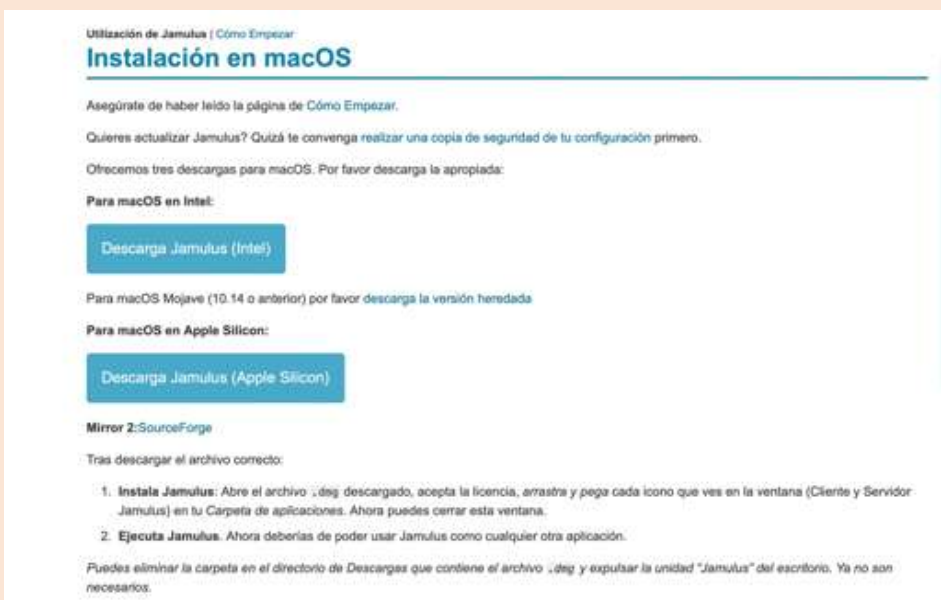 Utilización de Jamulus | Cómo Empezar
Instalación en macOS
Asegúrate de haber leído la página de Cómo Empezar.
Quieres actualizar Jamulus? Quizá te convenga realizar una copia de seguridad de tu configuración primero.
Ofrecemos tres descargas para macOS. Por favor descarga la apropiada:
Para macOS en Intel:
Descarga Jamulus (Intel)
Para macOS Mojave (10.14 o anterior) por favor descarga la versión heredada
Para macOS en Apple Silicon:
Descarga Jamulus (Apple Silicon)
Mirror 2:SourceForge
Tras descargar el archivo correcto:
1. Instala Jamulus: Abre el archivo .dmg descargado, acepta la licencia, arrastra y pega cada icono que ves en la ventana (Cliente y Servidor
Jamulus) en tu Carpeta de aplicaciones. Ahora puedes cerrar esta ventana.
2. Ejecuta Jamulus. Ahora deberías de poder usar Jamulus como cualquier otra aplicación.
Puedes eliminar la carpeta en el directorio de Descargas que contiene el archivo .dmg y expulsar la unidad "Jamulus" del escritorio. Ya no son
necesarios.